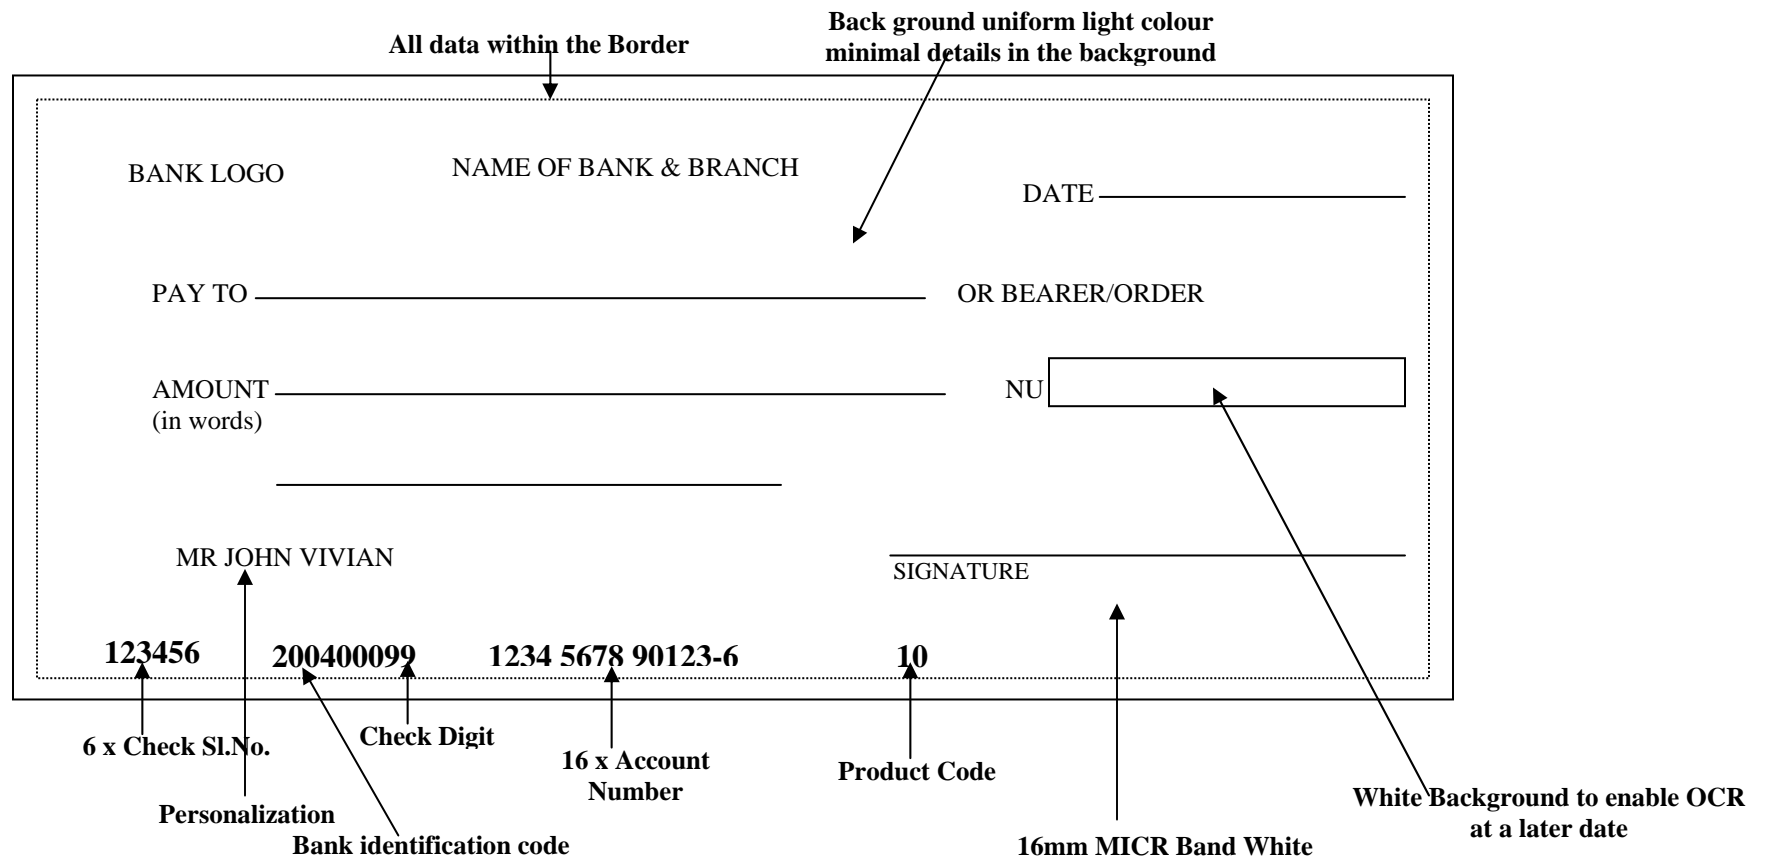 Back ground uniform light colour
minimal details in the background
All data within the Border
BANK LOGO
NAME OF BANK & BRANCH
DATE
PAY TO
OR BEARER/ORDER
AMOUNT
(in words)
NU
MR JOHN VIVIAN
SIGNATURE
123456 200400099 1234 5678 90123-6 10
6 x Check Sl.No.
Check Digit
16 x Account
Number
Product Code
Personalization
Bank identification code
16mm MICR Band White
White Background to enable OCR
at a later date